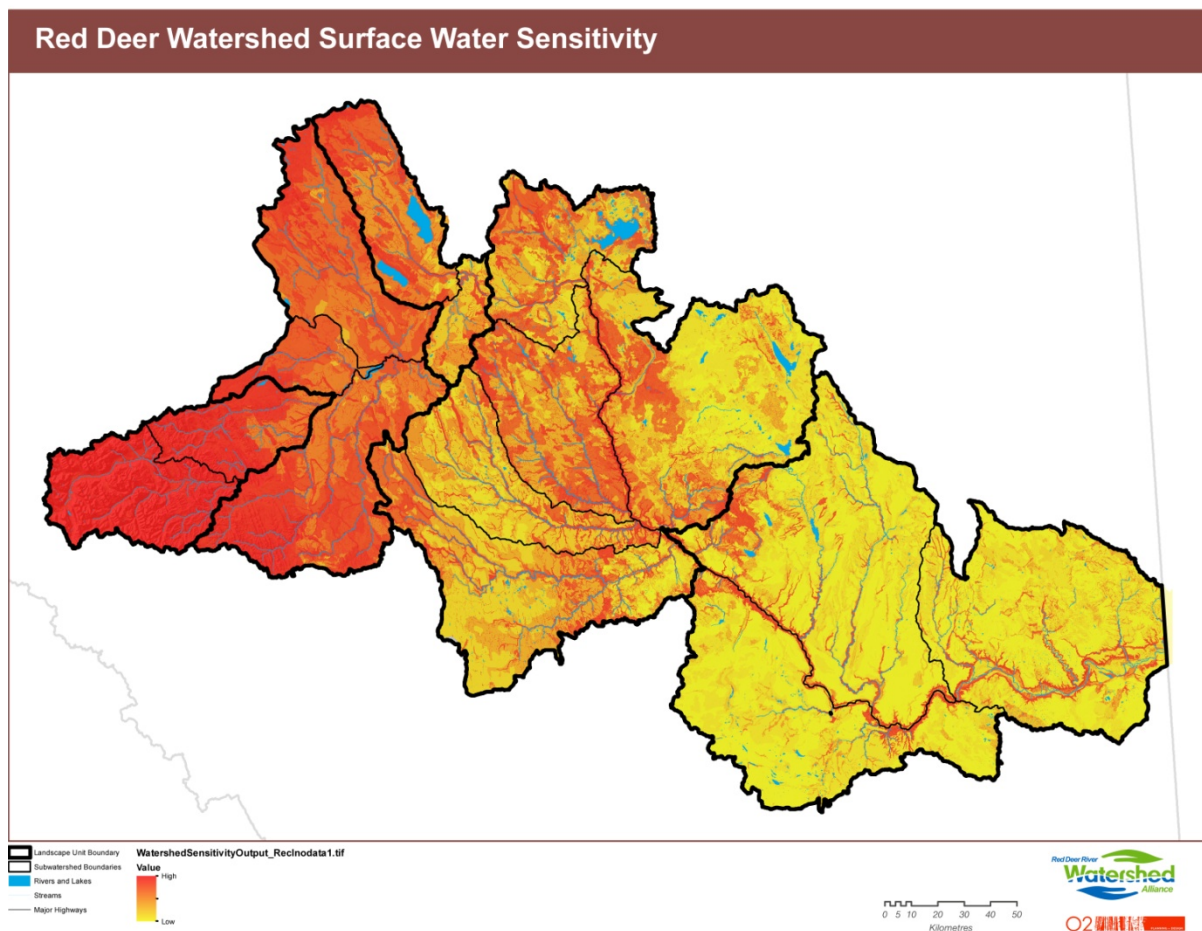 Red Deer Watershed Surface Water Sensitivity
Landscape Unit Boundary
Subwatershed Boundaries
Rivers and Lakes
Streams
Major Highways
WatershedSensitivityOutput_Reclnodata1.tif
Value
High
Low
0 5 10 20 30 40 50
Kilometres
Red Deer River
Watershed
Alliance
O2